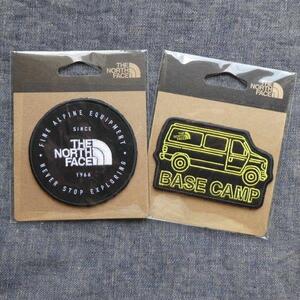 THE
NORTH
FACE
FINE ALPINE EQUIPMENT
SINCE
THE
NORTH
FACE
1966
NEVER STOP EXPLORING
THE
NORTH
FACE
BASE CAMP